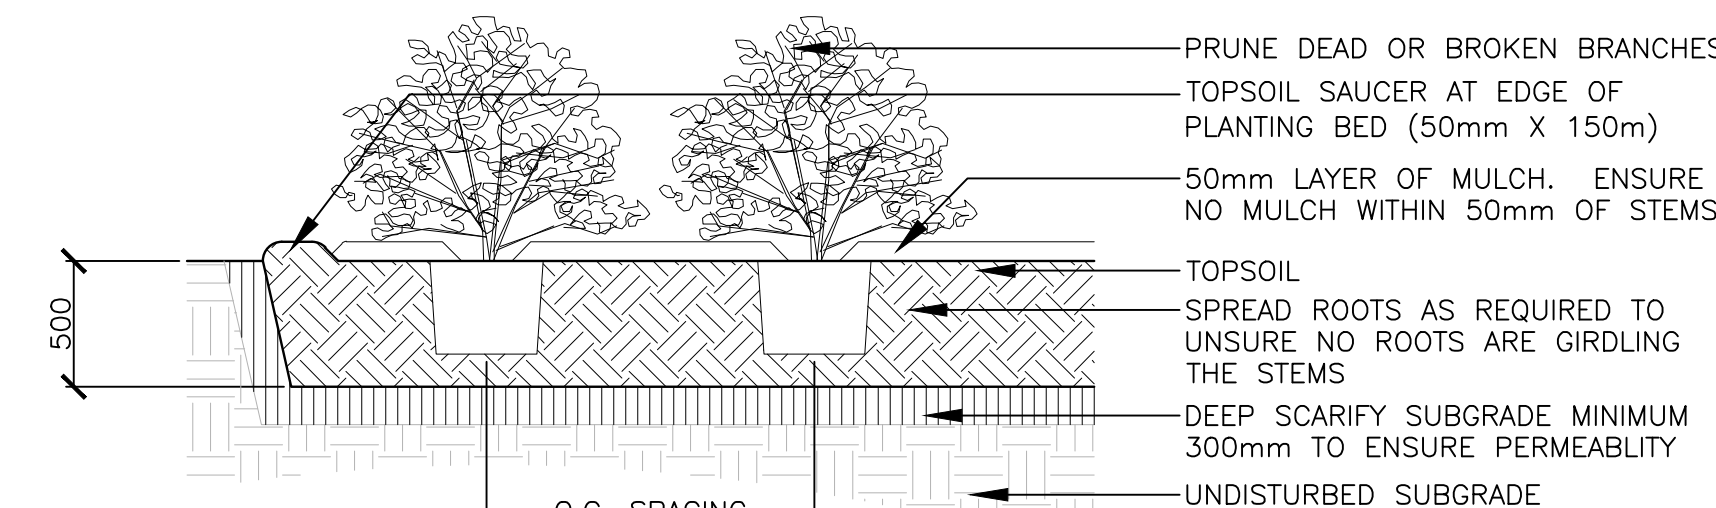 PRUNE DEAD OR BROKEN BRANCHES
TOPSOIL SAUCER AT EDGE OF
PLANTING BED (50mm X 150m)
50mm LAYER OF MULCH. ENSURE
NO MULCH WITHIN 50mm OF STEMS
TOPSOIL
SPREAD ROOTS AS REQUIRED TO
UNSURE NO ROOTS ARE GIRDLING
THE STEMS
500
DEEP SCARIFY SUBGRADE MINIMUM
300mm TO ENSURE PERMEABLITY
UNDISTURBED SUBGRADE
O.C. SPACING